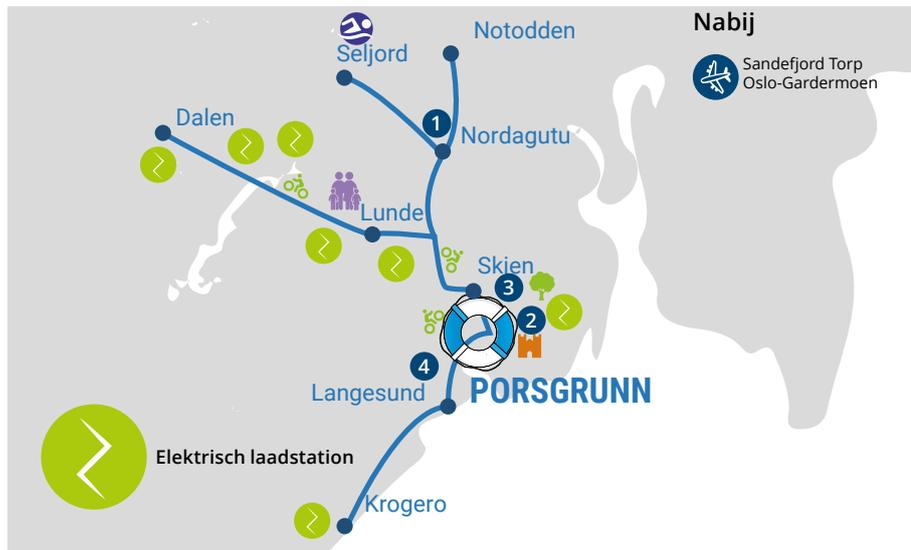 Nabij
Notodden
Seljord
Sandefjord Torp
Oslo-Gardermoen
Dalen
1
Nordagutu
Lunde
Skien
3
2
4
PORSGRUNN
Langesund
Elektrisch laadstation
Krogero